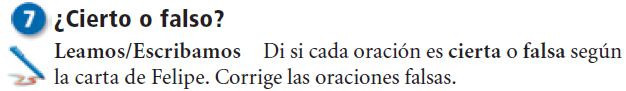 7 ¿Cierto o falso?
Leamos/Escribamos Di si cada oración es cierta o falsa según
la carta de Felipe. Corrige las oraciones falsas.